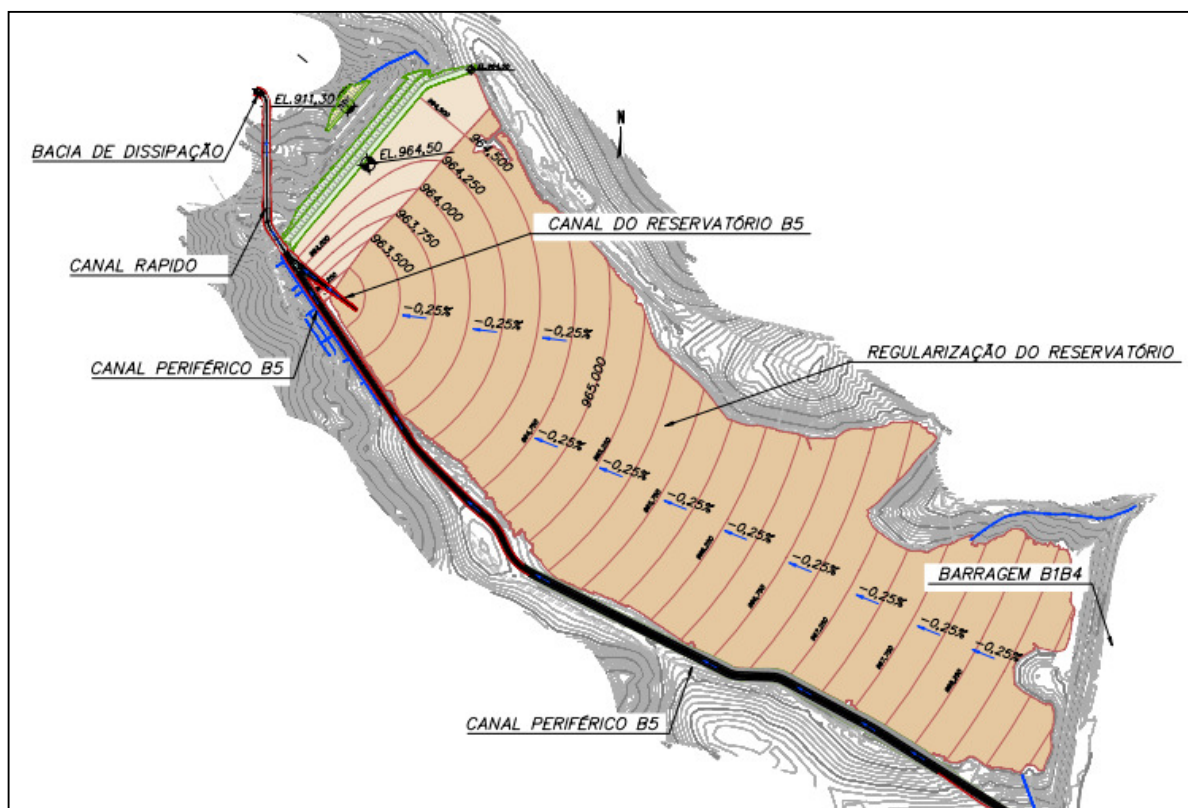 EL.911,30
BACIA DE DISSIPAÇÃO
EL.964,50
N
964,500
964,250
964,000
963,750
963,500
CANAL DO RESERVATÓRIO B5
CANAL RAPIDO
-0,25%
-0,25%
-0,25%
CANAL PERIFÉRICO B5
REGULARIZAÇÃO DO RESERVATÓRIO
965,000
-0,25%
-0,25%
-0,25%
-0,25%
-0,25%
-0,25%
-0,25%
-0,25%
BARRAGEM B1B4
CANAL PERIFÉRICO B5